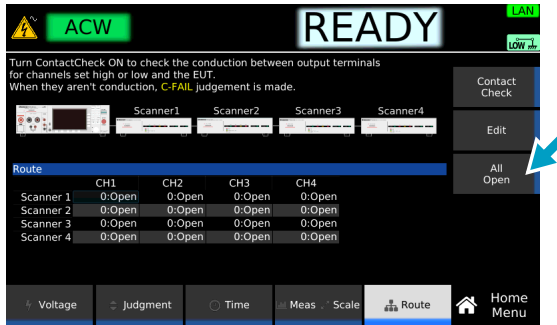 ACW
READY
LAN
LOW
Turn ContactCheck ON to check the conduction between output terminals
for channels set high or low and the EUT.
When they aren't conduction, C-FAIL judgement is made.
Contact
Check
Scanner1 Scanner2 Scanner3 Scanner4
Edit
All
Open
Route
CH1 CH2 CH3 CH4
Scanner 1 0:Open 0:Open 0:Open 0:Open
Scanner 2 0:Open 0:Open 0:Open 0:Open
Scanner 3 0:Open 0:Open 0:Open 0:Open
Scanner 4 0:Open 0:Open 0:Open 0:Open
Voltage Judgment Time Meas Scale Route Home
Menu